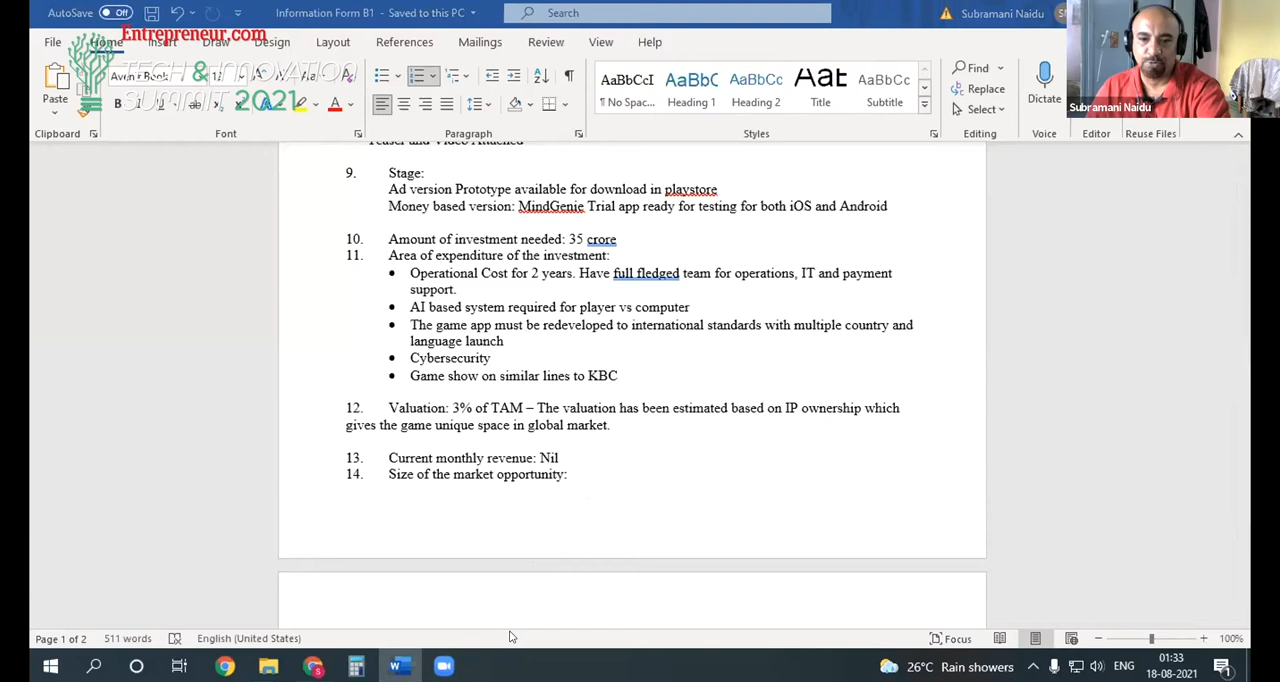 AutoSave Off Information Form B1 - Saved to this PC Search Subramani Naidu
Entrepreneur.com
File Home Insert Draw Design Layout References Mailings Review View Help
TECH & INNOVATION
SUMMIT 2021
Paste
B
AaBbCcI AaBbC AaBbCc AaBbCc
¶ No Spac... Heading 1 Heading 2 Title Subtitle
Find
Replace
Select
Dictate
Subramani Naidu
Clipboard Font Paragraph Styles Editing Voice Editor Reuse Files
Teaser and Video Attached
9. Stage:
Ad version Prototype available for download in playstore
Money based version: MindGenie Trial app ready for testing for both iOS and Android
10. Amount of investment needed: 35 crore
11. Area of expenditure of the investment:
• Operational Cost for 2 years. Have full fledged team for operations, IT and payment
support.
• AI based system required for player vs computer
• The game app must be redeveloped to international standards with multiple country and
language launch
• Cybersecurity
• Game show on similar lines to KBC
12. Valuation: 3% of TAM – The valuation has been estimated based on IP ownership which
gives the game unique space in global market.
13. Current monthly revenue: Nil
14. Size of the market opportunity:
Page 1 of 2 511 words English (United States) Focus 100%
26°C Rain showers ENG 01:33
18-08-2021